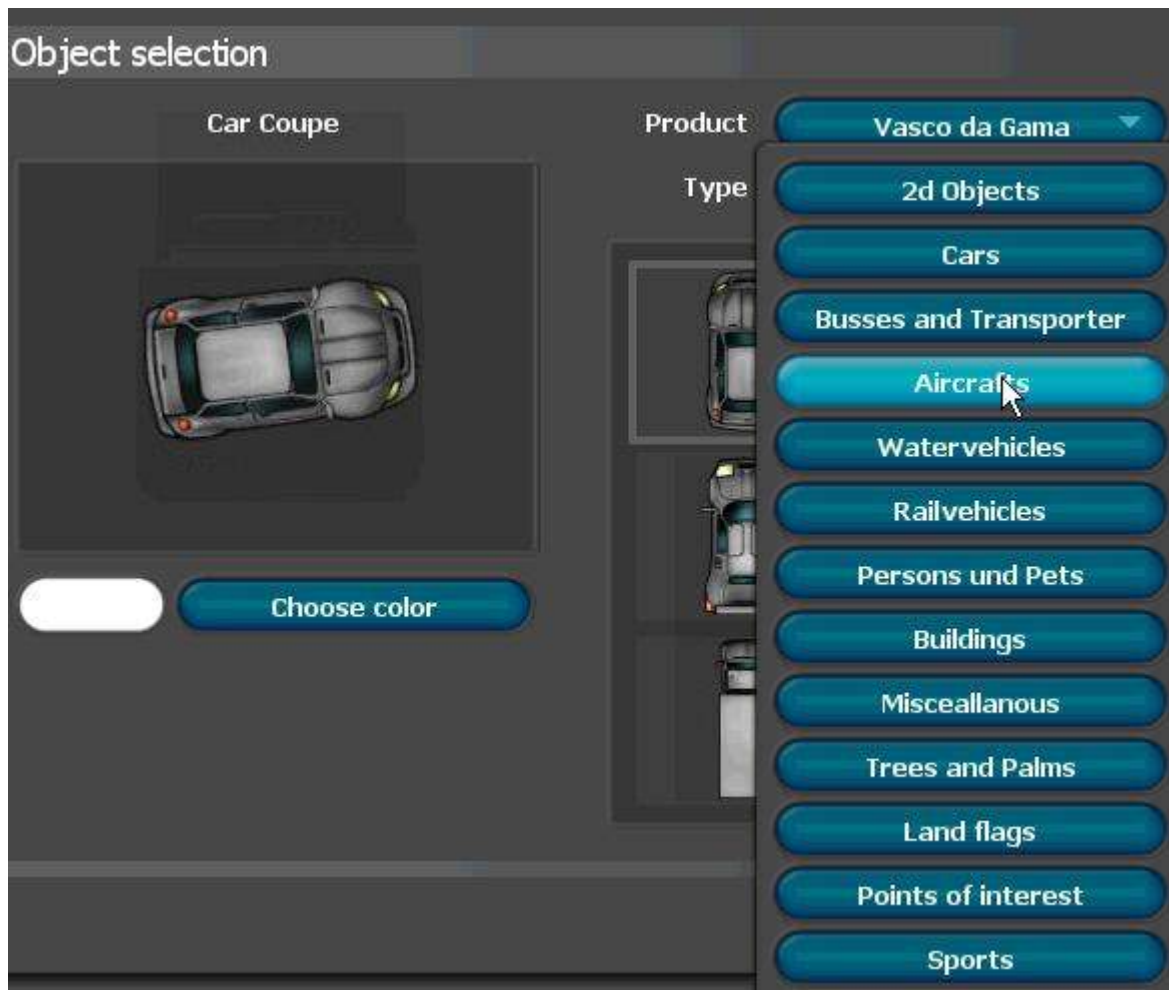 Object selection
Car Coupe
Product
Vasco da Gama
Type
2d Objects
Cars
Busses and Transporter
Aircrafts
Watervehicles
Railvehicles
Persons und Pets
Choose color
Buildings
Misceallanous
Trees and Palms
Land flags
Points of interest
Sports